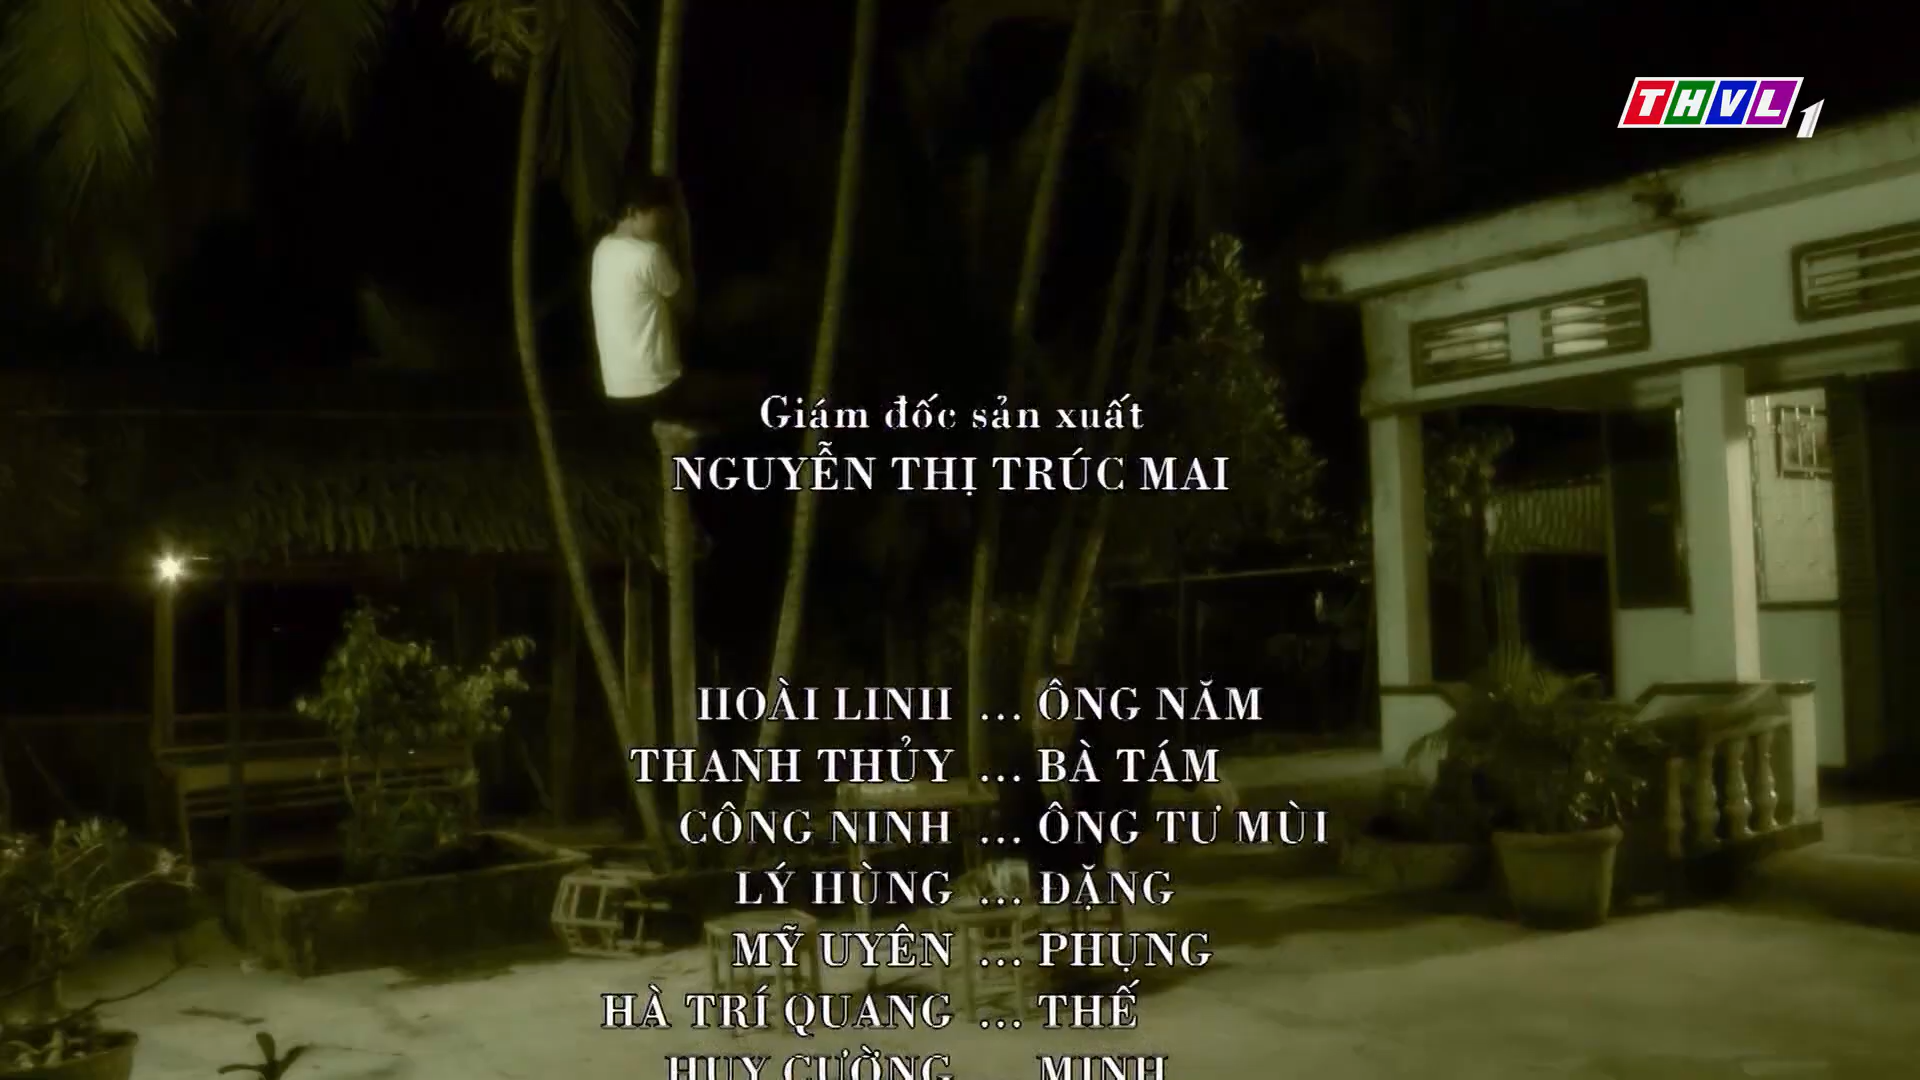 THVL1
Giám đốc sản xuất
NGUYỄN THỊ TRÚC MAI
HOÀI LINH ... ÔNG NĂM
THANH THỦY ... BÀ TÁM
CÔNG NINH ... ÔNG TƯ MÙI
LÝ HÙNG ... ĐẶNG
MỸ UYÊN ... PHỤNG
HÀ TRÍ QUANG ... THẾ
HUY CƯỜNG MINH